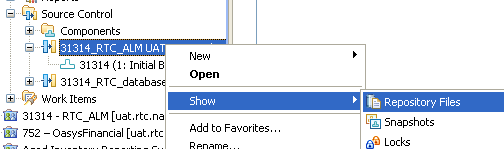 Source Control
Components
31314_RTC_ALM UAT
31314 (1: Initial B
31314_RTC_database
Work Items
31314 - RTC_ALM [uat.rtc.na
752 - OasysFinancial [uat.rtc
New
Open
Show
Add to Favorites...
Rename...
Repository Files
Snapshots
Locks